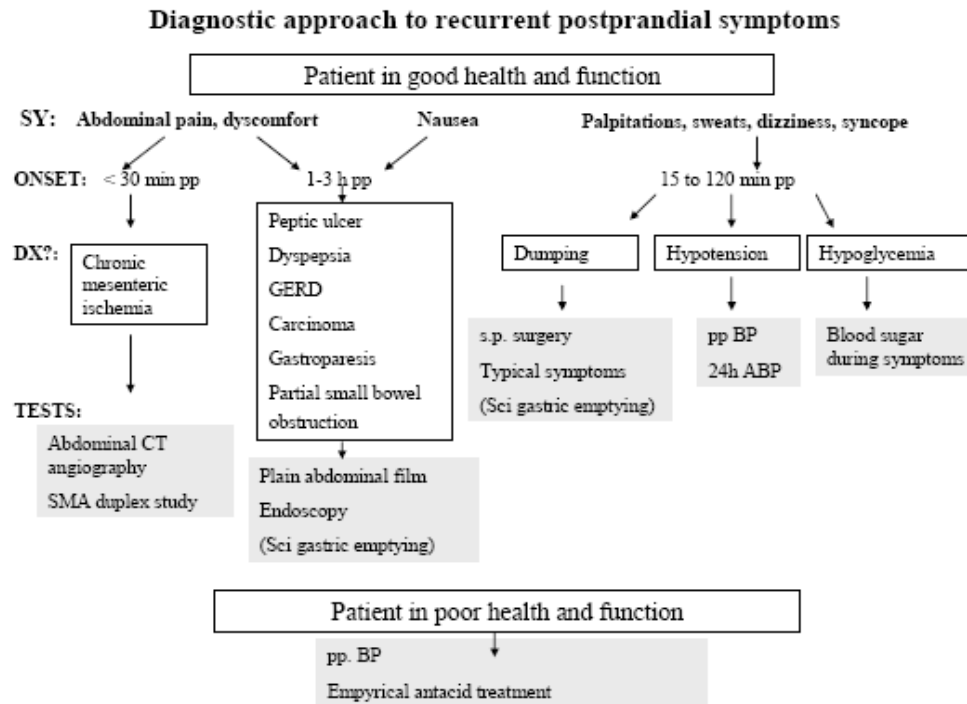 Diagnostic approach to recurrent postprandial symptoms
Patient in good health and function
SY: Abdominal pain, dyscomfort Nausea Palpitations, sweats, dizziness, syncope
ONSET: < 30 min pp 1-3 h pp 15 to 120 min pp
DX?:
Chronic
mesenteric
ischemia
Peptic ulcer
Dyspepsia
GERD
Carcinoma
Gastroparesis
Partial small bowel
obstruction
Dumping
Hypotension
Hypoglycemia
TESTS:
Abdominal CT
angiography
SMA duplex study
Plain abdominal film
Endoscopy
(Sci gastric emptying)
s.p. surgery
Typical symptoms
(Sci gastric emptying)
pp BP
24h ABP
Blood sugar
during symptoms
Patient in poor health and function
pp. BP
Empyrical antacid treatment